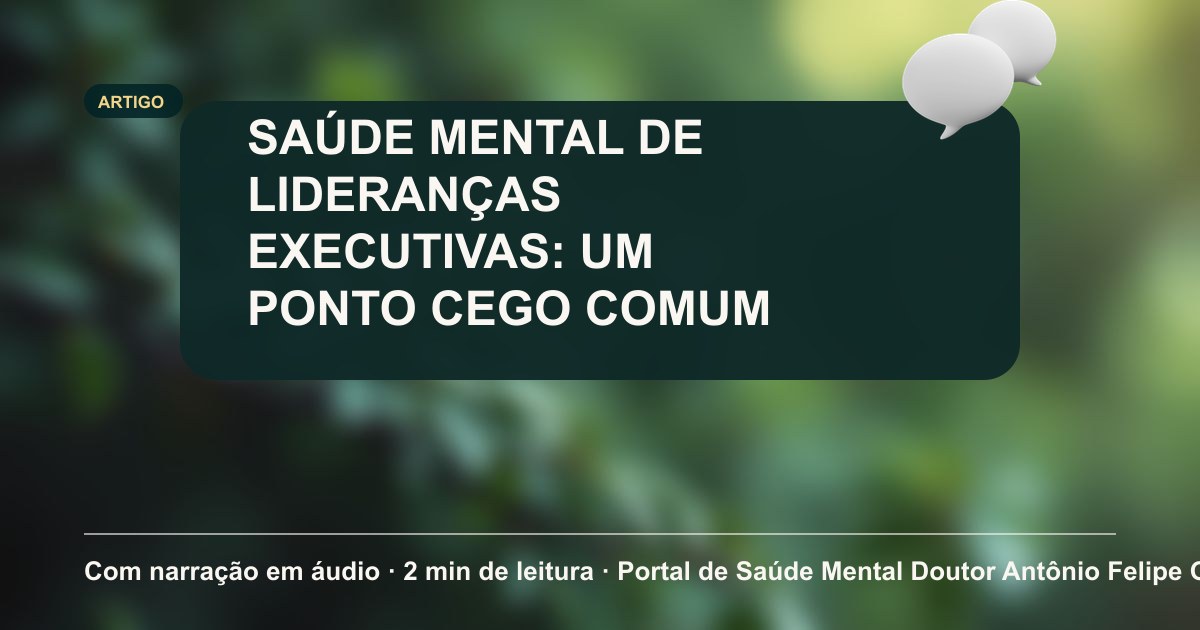 ARTIGO
SAÚDE MENTAL DE
LIDERANÇAS
EXECUTIVAS: UM
PONTO CEGO COMUM
Com narração em áudio · 2 min de leitura · Portal de Saúde Mental Doutor Antônio Felipe